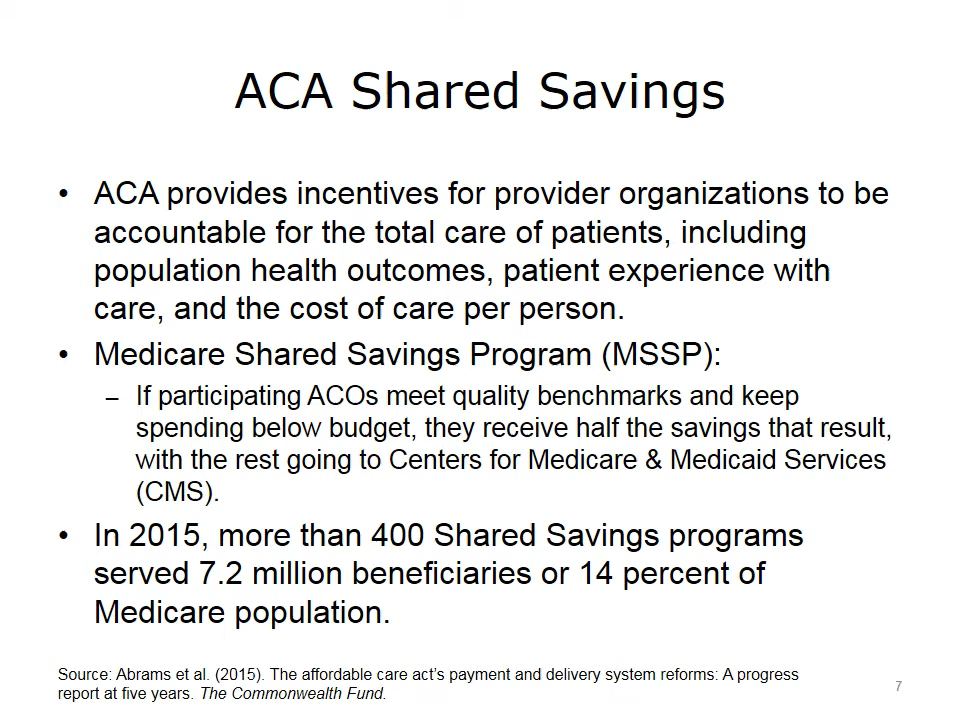 ACA Shared Savings
• ACA provides incentives for provider organizations to be
accountable for the total care of patients, including
population health outcomes, patient experience with
care, and the cost of care per person.
• Medicare Shared Savings Program (MSSP):
– If participating ACOs meet quality benchmarks and keep
spending below budget, they receive half the savings that result,
with the rest going to Centers for Medicare & Medicaid Services
(CMS).
• In 2015, more than 400 Shared Savings programs
served 7.2 million beneficiaries or 14 percent of
Medicare population.
Source: Abrams et al. (2015). The affordable care act’s payment and delivery system reforms: A progress
report at five years. The Commonwealth Fund.
7